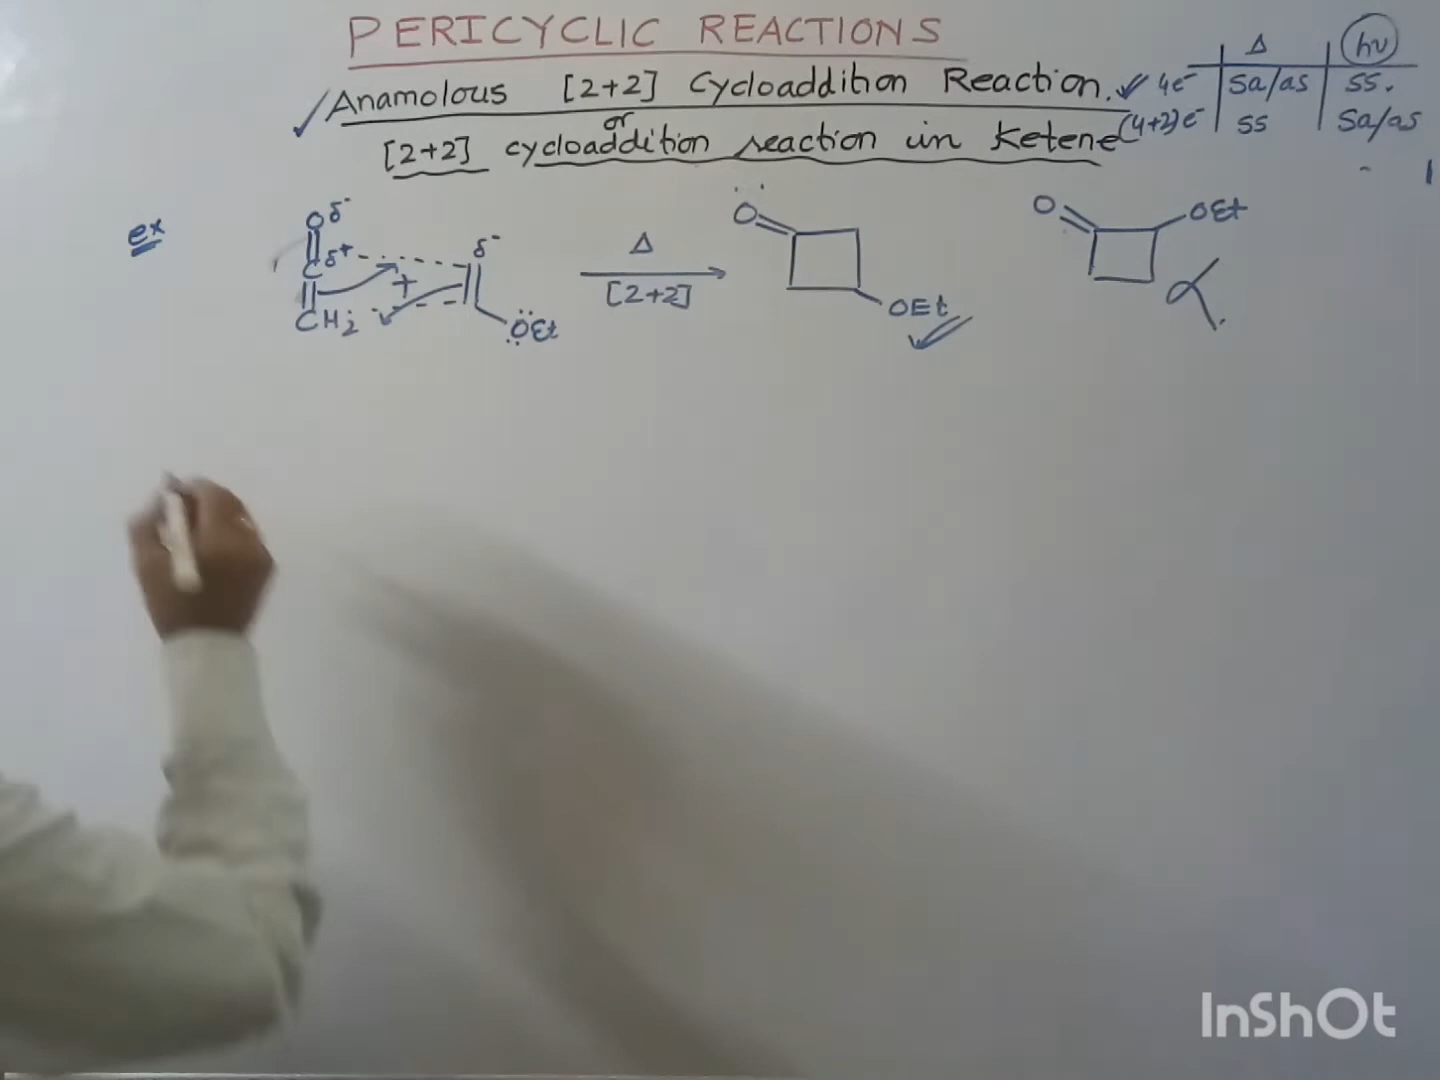 PERICYCLIC REACTIONS
Anamolous [2+2] Cycloaddition Reaction.
or
[2+2] cycloaddition reaction in Ketene
Δ hν
4e⁻ sa/as ss.
(4+2)e⁻ ss sa/as
ex
O δ⁻
C δ⁺ δ⁻
+
CH₂ ÖEt
Δ
[2+2]
O
OEt
O OEt
InShOt